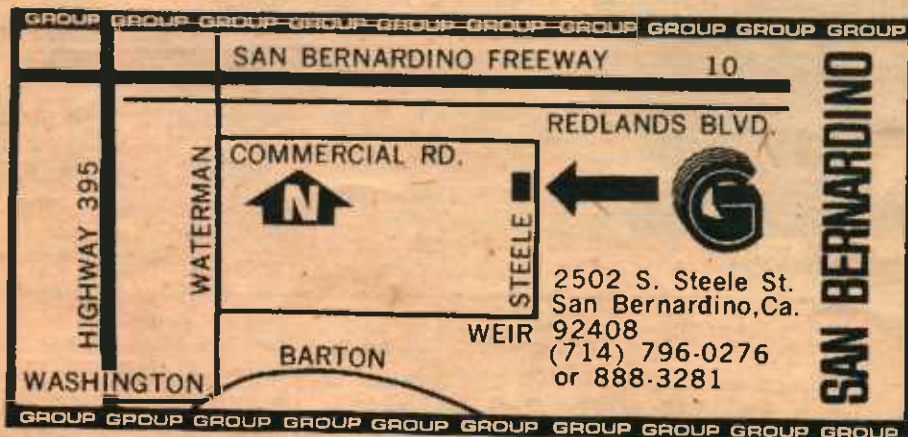 GROUP GROUP GROUP GROUP GROUP GROUP GROUP GROUP GROUP
SAN BERNARDINO FREEWAY 10
REDLANDS BLVD.
COMMERCIAL RD.
N
HIGHWAY 395
WATERMAN
STEELE
G
SAN BERNARDINO
2502 S. Steele St.
San Bernardino,Ca.
92408
(714) 796-0276
or 888-3281
WEIR
BARTON
WASHINGTON
GROUP GROUP GROUP GROUP GROUP GROUP GROUP GROUP GROUP GROUP